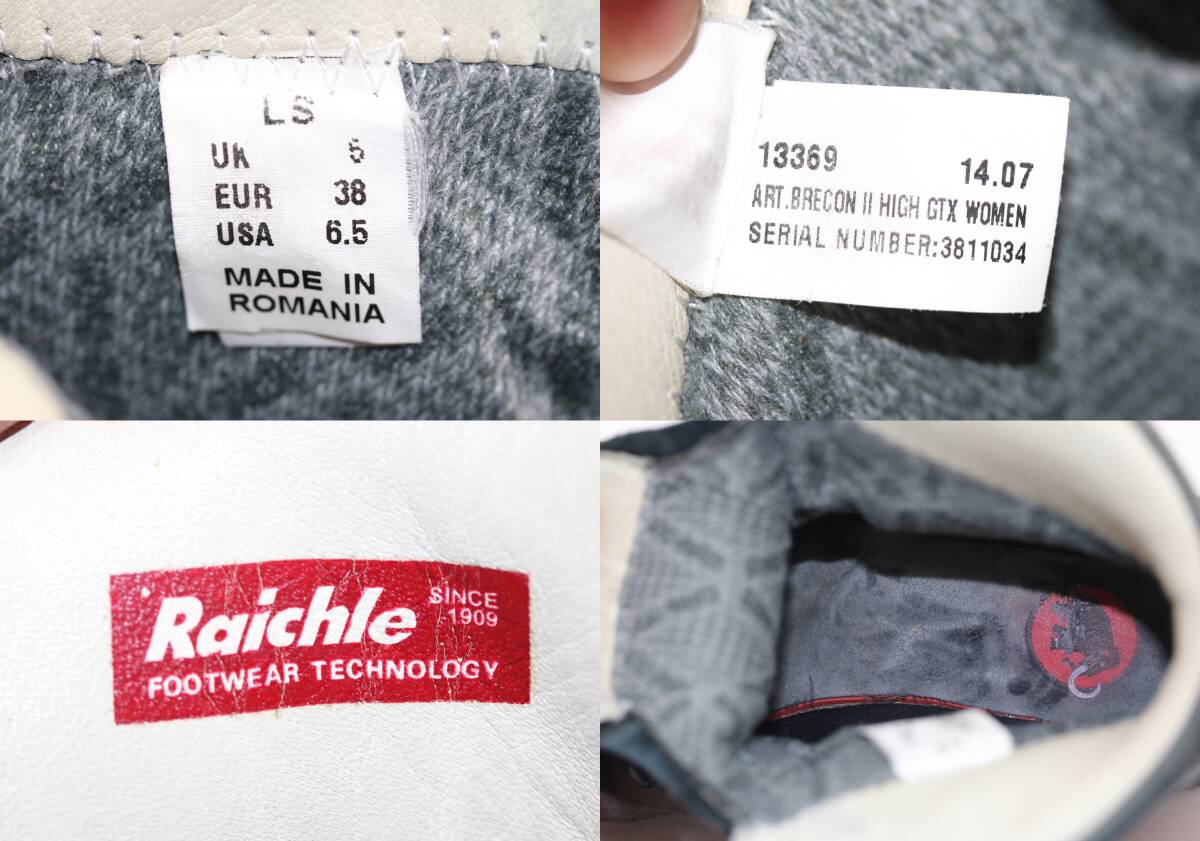 LS
UK 5
EUR 38
USA 6.5
MADE IN
ROMANIA
13369 14.07
ART.BRECON II HIGH GTX WOMEN
SERIAL NUMBER:3811034
Raichle SINCE
1909
FOOTWEAR TECHNOLOGY